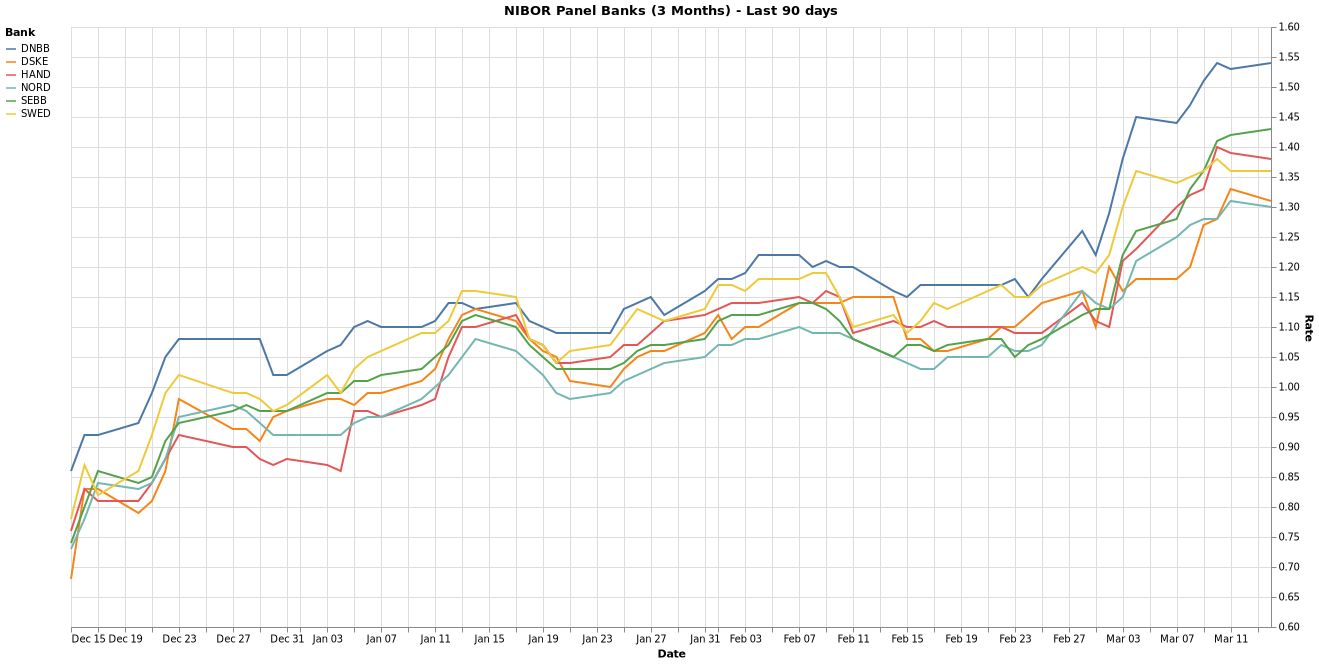 NIBOR Panel Banks (3 Months) - Last 90 days
Bank
DNBB
DSKE
HAND
NORD
SEBB
SWED
1.60
1.55
1.50
1.45
1.40
1.35
1.30
1.25
1.20
1.15
1.10
1.05
1.00
0.95
0.90
0.85
0.80
0.75
0.70
0.65
0.60
Rate
Dec 15 Dec 19 Dec 23 Dec 27 Dec 31 Jan 03 Jan 07 Jan 11 Jan 15 Jan 19 Jan 23 Jan 27 Jan 31 Feb 03 Feb 07 Feb 11 Feb 15 Feb 19 Feb 23 Feb 27 Mar 03 Mar 07 Mar 11
Date